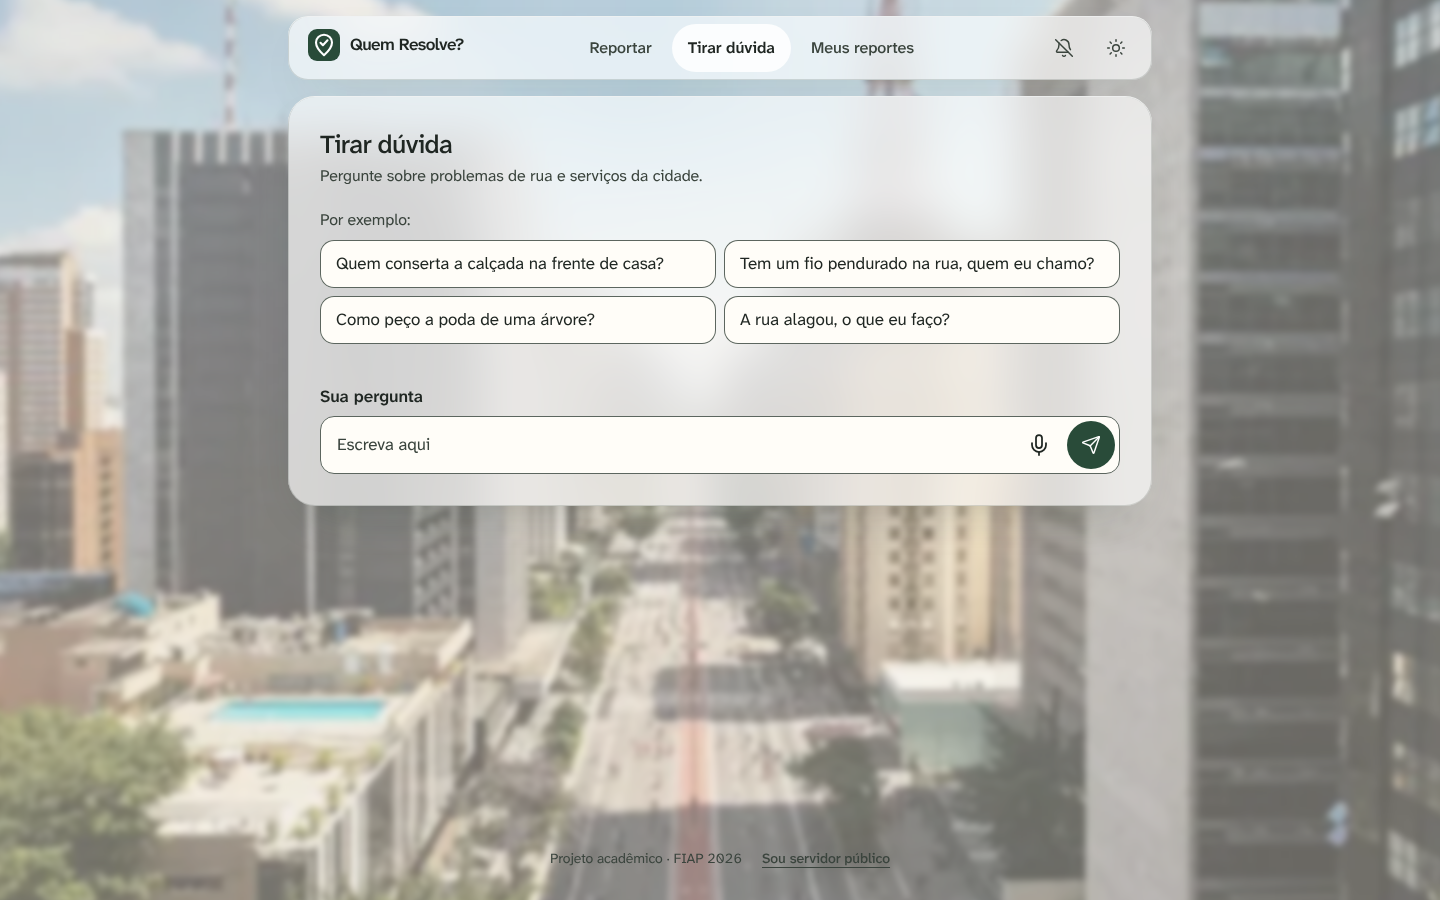 Quem Resolve?
Reportar
Tirar dúvida
Meus reportes
Tirar dúvida
Pergunte sobre problemas de rua e serviços da cidade.
Por exemplo:
Quem conserta a calçada na frente de casa?
Tem um fio pendurado na rua, quem eu chamo?
Como peço a poda de uma árvore?
A rua alagou, o que eu faço?
Sua pergunta
Escreva aqui
Projeto acadêmico · FIAP 2026
Sou servidor público